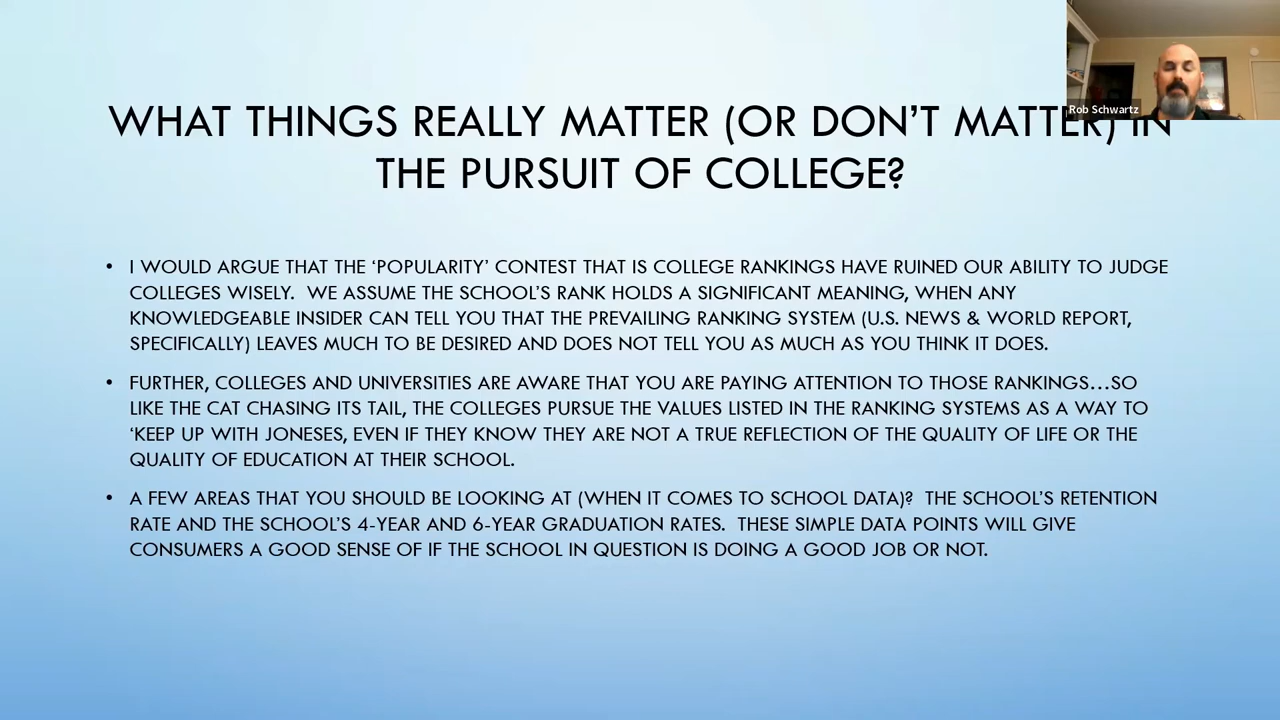 Rob Schwartz
WHAT THINGS REALLY MATTER (OR DON’T MATTER) IN
THE PURSUIT OF COLLEGE?
• I WOULD ARGUE THAT THE ‘POPULARITY’ CONTEST THAT IS COLLEGE RANKINGS HAVE RUINED OUR ABILITY TO JUDGE
COLLEGES WISELY.  WE ASSUME THE SCHOOL’S RANK HOLDS A SIGNIFICANT MEANING, WHEN ANY
KNOWLEDGEABLE INSIDER CAN TELL YOU THAT THE PREVAILING RANKING SYSTEM (U.S. NEWS & WORLD REPORT,
SPECIFICALLY) LEAVES MUCH TO BE DESIRED AND DOES NOT TELL YOU AS MUCH AS YOU THINK IT DOES.
• FURTHER, COLLEGES AND UNIVERSITIES ARE AWARE THAT YOU ARE PAYING ATTENTION TO THOSE RANKINGS…SO
LIKE THE CAT CHASING ITS TAIL, THE COLLEGES PURSUE THE VALUES LISTED IN THE RANKING SYSTEMS AS A WAY TO
‘KEEP UP WITH JONESES, EVEN IF THEY KNOW THEY ARE NOT A TRUE REFLECTION OF THE QUALITY OF LIFE OR THE
QUALITY OF EDUCATION AT THEIR SCHOOL.
• A FEW AREAS THAT YOU SHOULD BE LOOKING AT (WHEN IT COMES TO SCHOOL DATA)?  THE SCHOOL’S RETENTION
RATE AND THE SCHOOL’S 4-YEAR AND 6-YEAR GRADUATION RATES.  THESE SIMPLE DATA POINTS WILL GIVE
CONSUMERS A GOOD SENSE OF IF THE SCHOOL IN QUESTION IS DOING A GOOD JOB OR NOT.